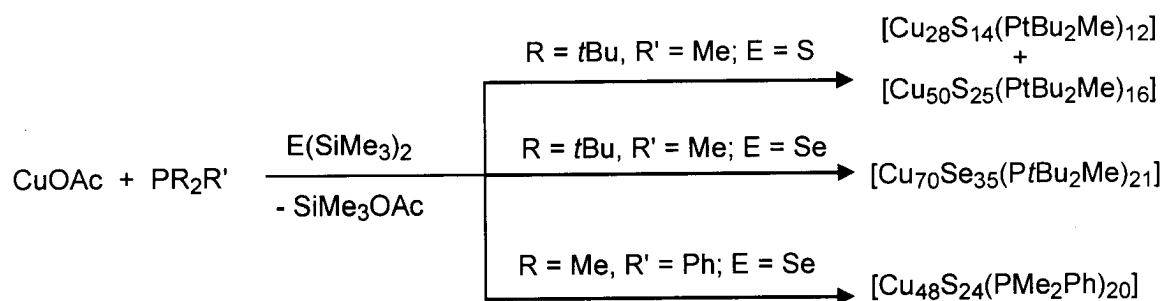 R = tBu, R' = Me; E = S
[Cu28S14(PtBu2Me)12]
+
[Cu50S25(PtBu2Me)16]
CuOAc + PR2R'
E(SiMe3)2
- SiMe3OAc
R = tBu, R' = Me; E = Se
[Cu70Se35(PtBu2Me)21]
R = Me, R' = Ph; E = Se
[Cu48S24(PMe2Ph)20]